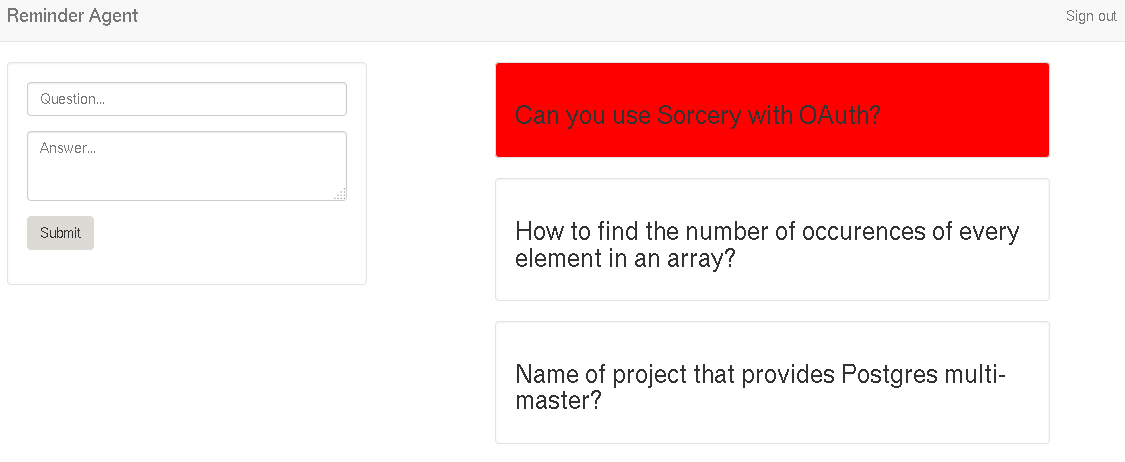 Reminder Agent
Sign out
Question...
Answer...
Submit
Can you use Sorcery with OAuth?
How to find the number of occurences of every
element in an array?
Name of project that provides Postgres multi-
master?